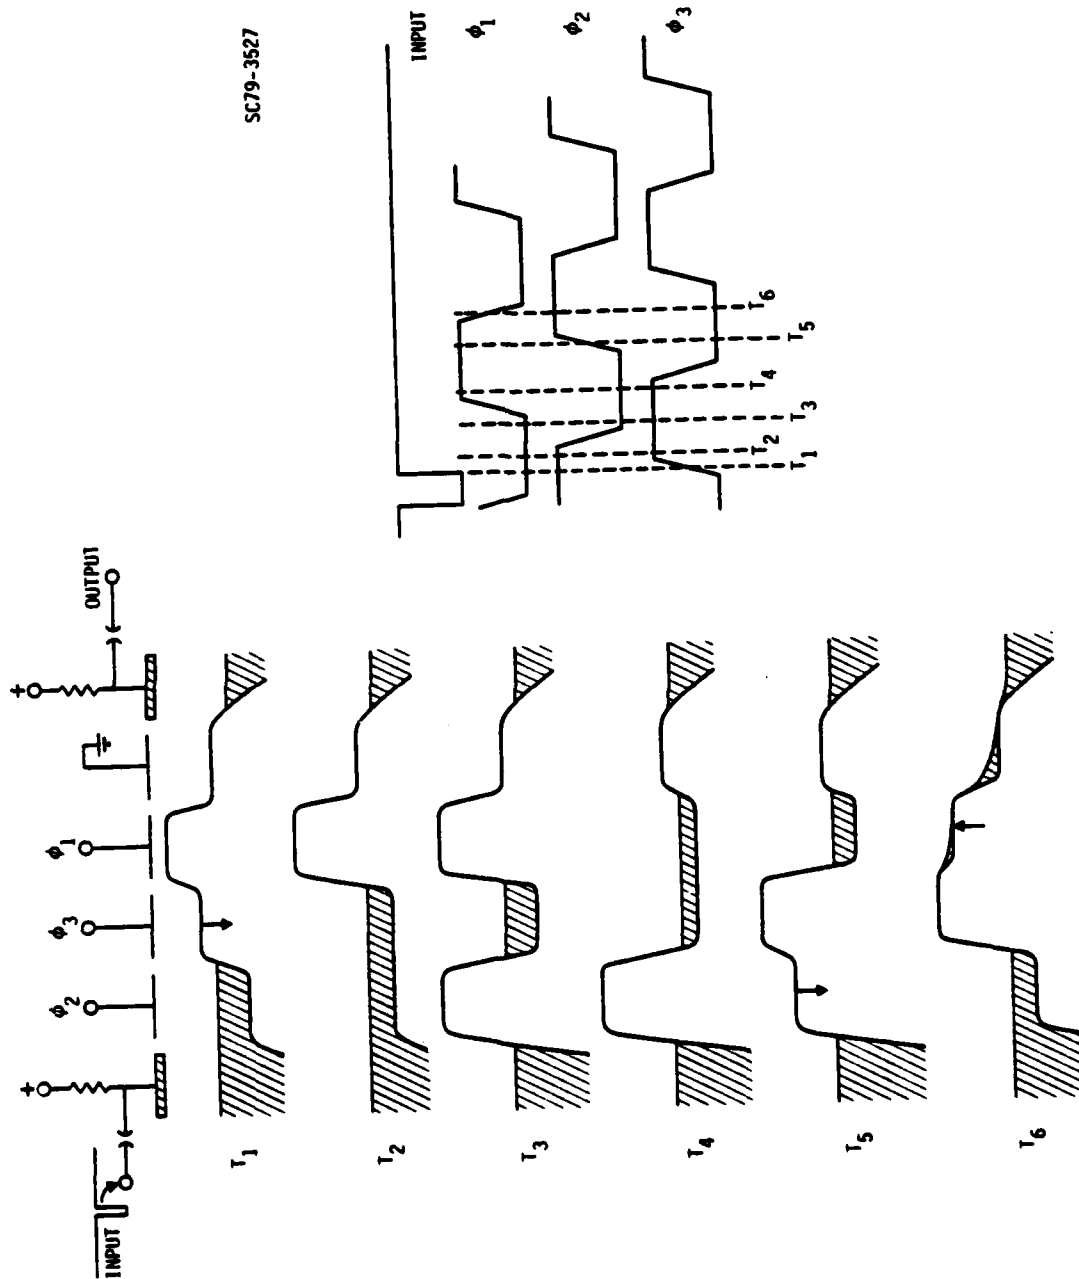 SC79-3527
INPUT
ϕ1
ϕ2
ϕ3
T1 T2 T3 T4 T5 T6
INPUT
+
ϕ2
ϕ3
ϕ1
+
OUTPUT
T1
T2
T3
T4
T5
T6